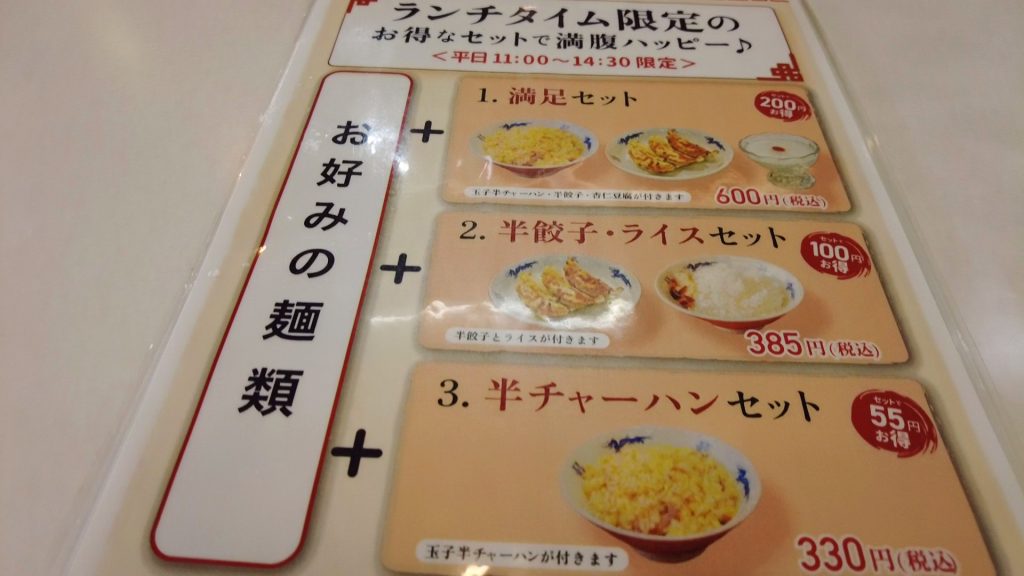 ランチタイム限定の
お得なセットで満腹ハッピー♪
＜平日11:00～14:30限定＞
お好みの麺類
+
1. 満足セット
セットで
200円
お得
玉子半チャーハン・半餃子・杏仁豆腐が付きます
600円(税込)
+
2. 半餃子・ライスセット
セットで
100円
お得
半餃子とライスが付きます
385円(税込)
+
3. 半チャーハンセット
セットで
55円
お得
玉子半チャーハンが付きます
330円(税込)